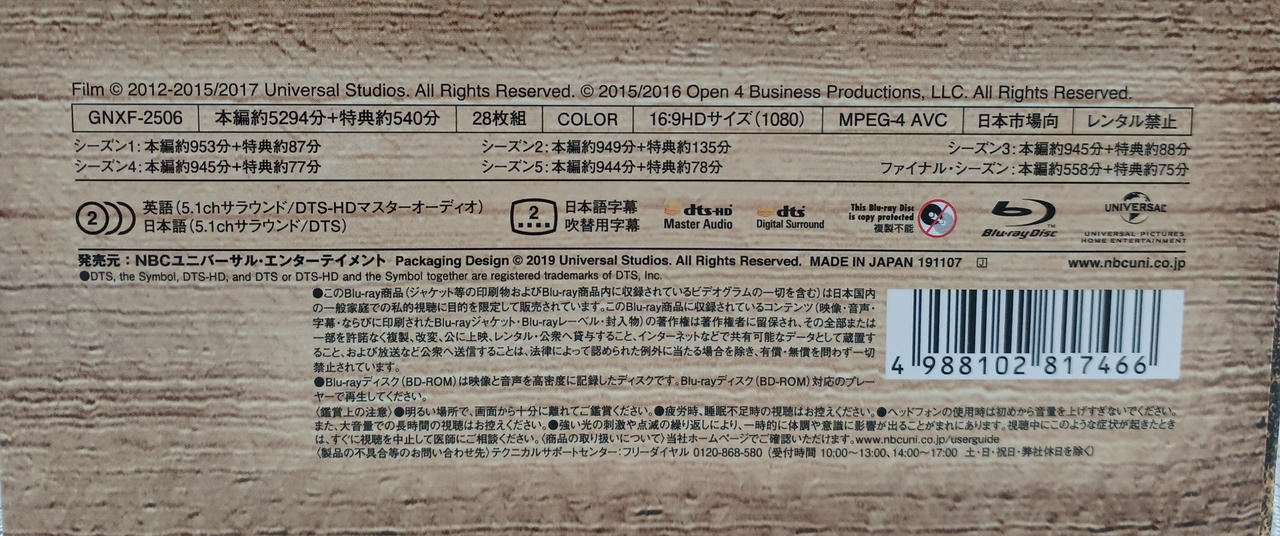 Film © 2012-2015/2017 Universal Studios. All Rights Reserved. © 2015/2016 Open 4 Business Productions, LLC. All Rights Reserved.
GNXF-2506 本編約5294分+特典約540分 28枚組 COLOR 16:9HDサイズ(1080) MPEG-4 AVC 日本市場向 レンタル禁止
シーズン1:本編約953分+特典約87分 シーズン2:本編約949分+特典約135分 シーズン3:本編約945分+特典約88分
シーズン4:本編約945分+特典約77分 シーズン5:本編約944分+特典約78分 ファイナル・シーズン:本編約558分+特典約75分
2 英語(5.1chサラウンド/DTS-HDマスターオーディオ)
日本語(5.1chサラウンド/DTS)
2 日本語字幕
吹替用字幕
dts-HD Master Audio
dts Digital Surround
This Blu-ray Disc
is copy protected
複製不能
Blu-ray Disc
UNIVERSAL
UNIVERSAL PICTURES
HOME ENTERTAINMENT
発売元:NBCユニバーサル・エンターテイメント Packaging Design © 2019 Universal Studios. All Rights Reserved. MADE IN JAPAN 191107 J www.nbcuni.co.jp
●DTS, the Symbol, DTS-HD, and DTS or DTS-HD and the Symbol together are registered trademarks of DTS, Inc.
●このBlu-ray商品(ジャケット等の印刷物およびBlu-ray商品内に収録されているビデオグラムの一切を含む)は日本国内
の一般家庭での私的視聴に目的を限定して販売されています。このBlu-ray商品に収録されているコンテンツ(映像・音声・
字幕・ならびに印刷されたBlu-rayジャケット・Blu-rayレーベル・封入物)の著作権は著作権者に留保され、その全部または
一部を許諾なく複製、改変、公に上映、レンタル・公衆へ貸与すること、インターネットなどで共有可能なデータとして蔵置す
ること、および放送など公衆へ送信することは、法律によって認められた例外に当たる場合を除き、有償・無償を問わず一切
禁止されています。
●Blu-rayディスク(BD-ROM)は映像と音声を高密度に記録したディスクです。Blu-rayディスク(BD-ROM)対応のプレー
ヤーで再生してください。
4 988102 817466
〈鑑賞上の注意〉●明るい場所で、画面から十分に離れてご鑑賞ください。●疲労時、睡眠不足時の視聴はお控えください。●ヘッドフォンの使用時は初めから音量を上げすぎないでください。
また、大音量での長時間の視聴はお控えください。●強い光の刺激や点滅の繰り返しにより、一時的に体調や意識に影響が出ることがまれにあります。視聴中にこのような症状が起きたとき
は、すぐに視聴を中止して医師にご相談ください。〈商品の取り扱いについて〉当社ホームページでご確認いただけます。www.nbcuni.co.jp/userguide
〈製品の不具合等のお問い合わせ先〉テクニカルサポートセンター:フリーダイヤル 0120-868-580 (受付時間 10:00〜13:00、14:00〜17:00 土・日・祝日・弊社休日を除く)